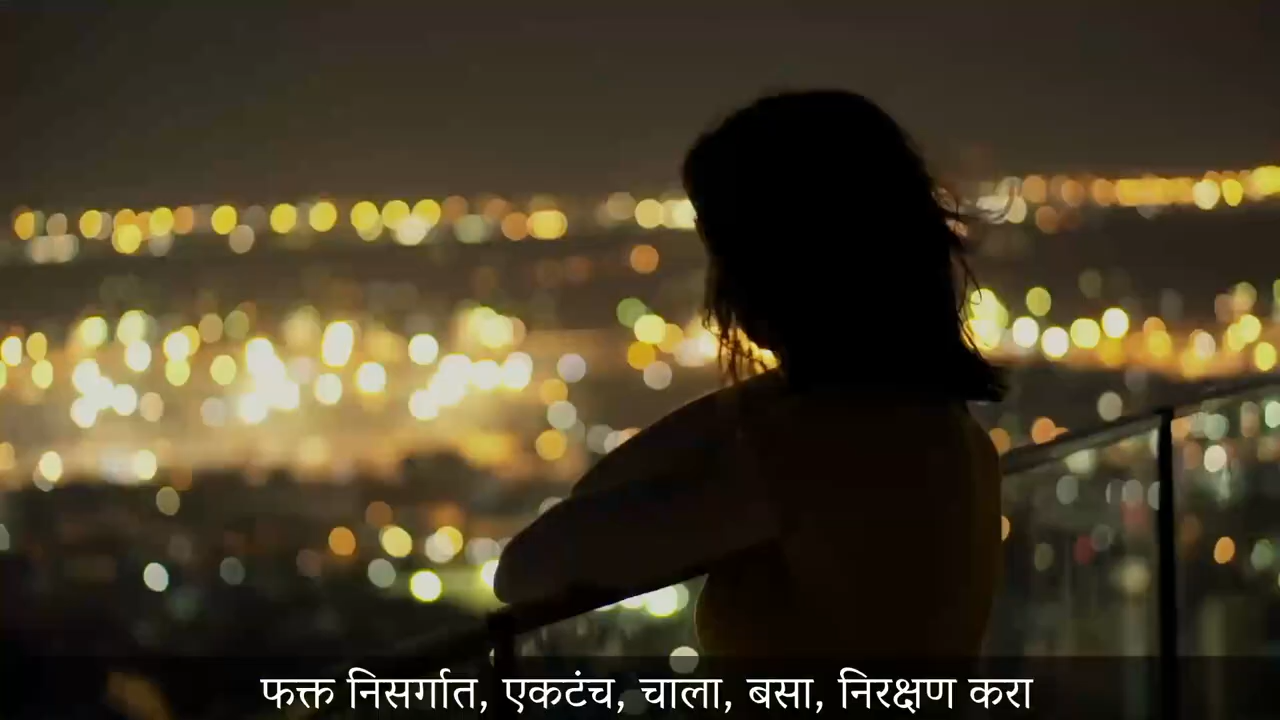 फक्त निसर्गात, एकटंच, चाला, बसा, निरक्षण करा